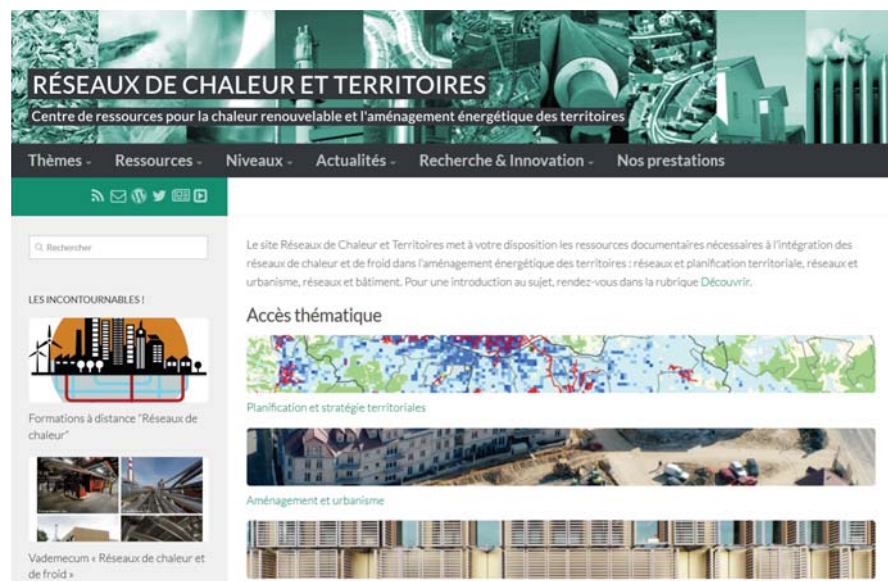 RÉSEAUX DE CHALEUR ET TERRITOIRES
Centre de ressources pour la chaleur renouvelable et l'aménagement énergétique des territoires
Thèmes Ressources Niveaux Actualités Recherche & Innovation Nos prestations
Rechercher
Le site Réseaux de Chaleur et Territoires met à votre disposition les ressources documentaires nécessaires à l'intégration des
réseaux de chaleur et de froid dans l'aménagement énergétique des territoires : réseaux et planification territoriale, réseaux et
urbanisme, réseaux et bâtiment. Pour une introduction au sujet, rendez-vous dans la rubrique Découvrir.
LES INCONTOURNABLES !
Formations à distance "Réseaux de
chaleur"
Vademecum « Réseaux de chaleur et
de froid »
Accès thématique
Planification et stratégie territoriales
Aménagement et urbanisme